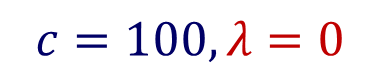 c = 100, λ = 0